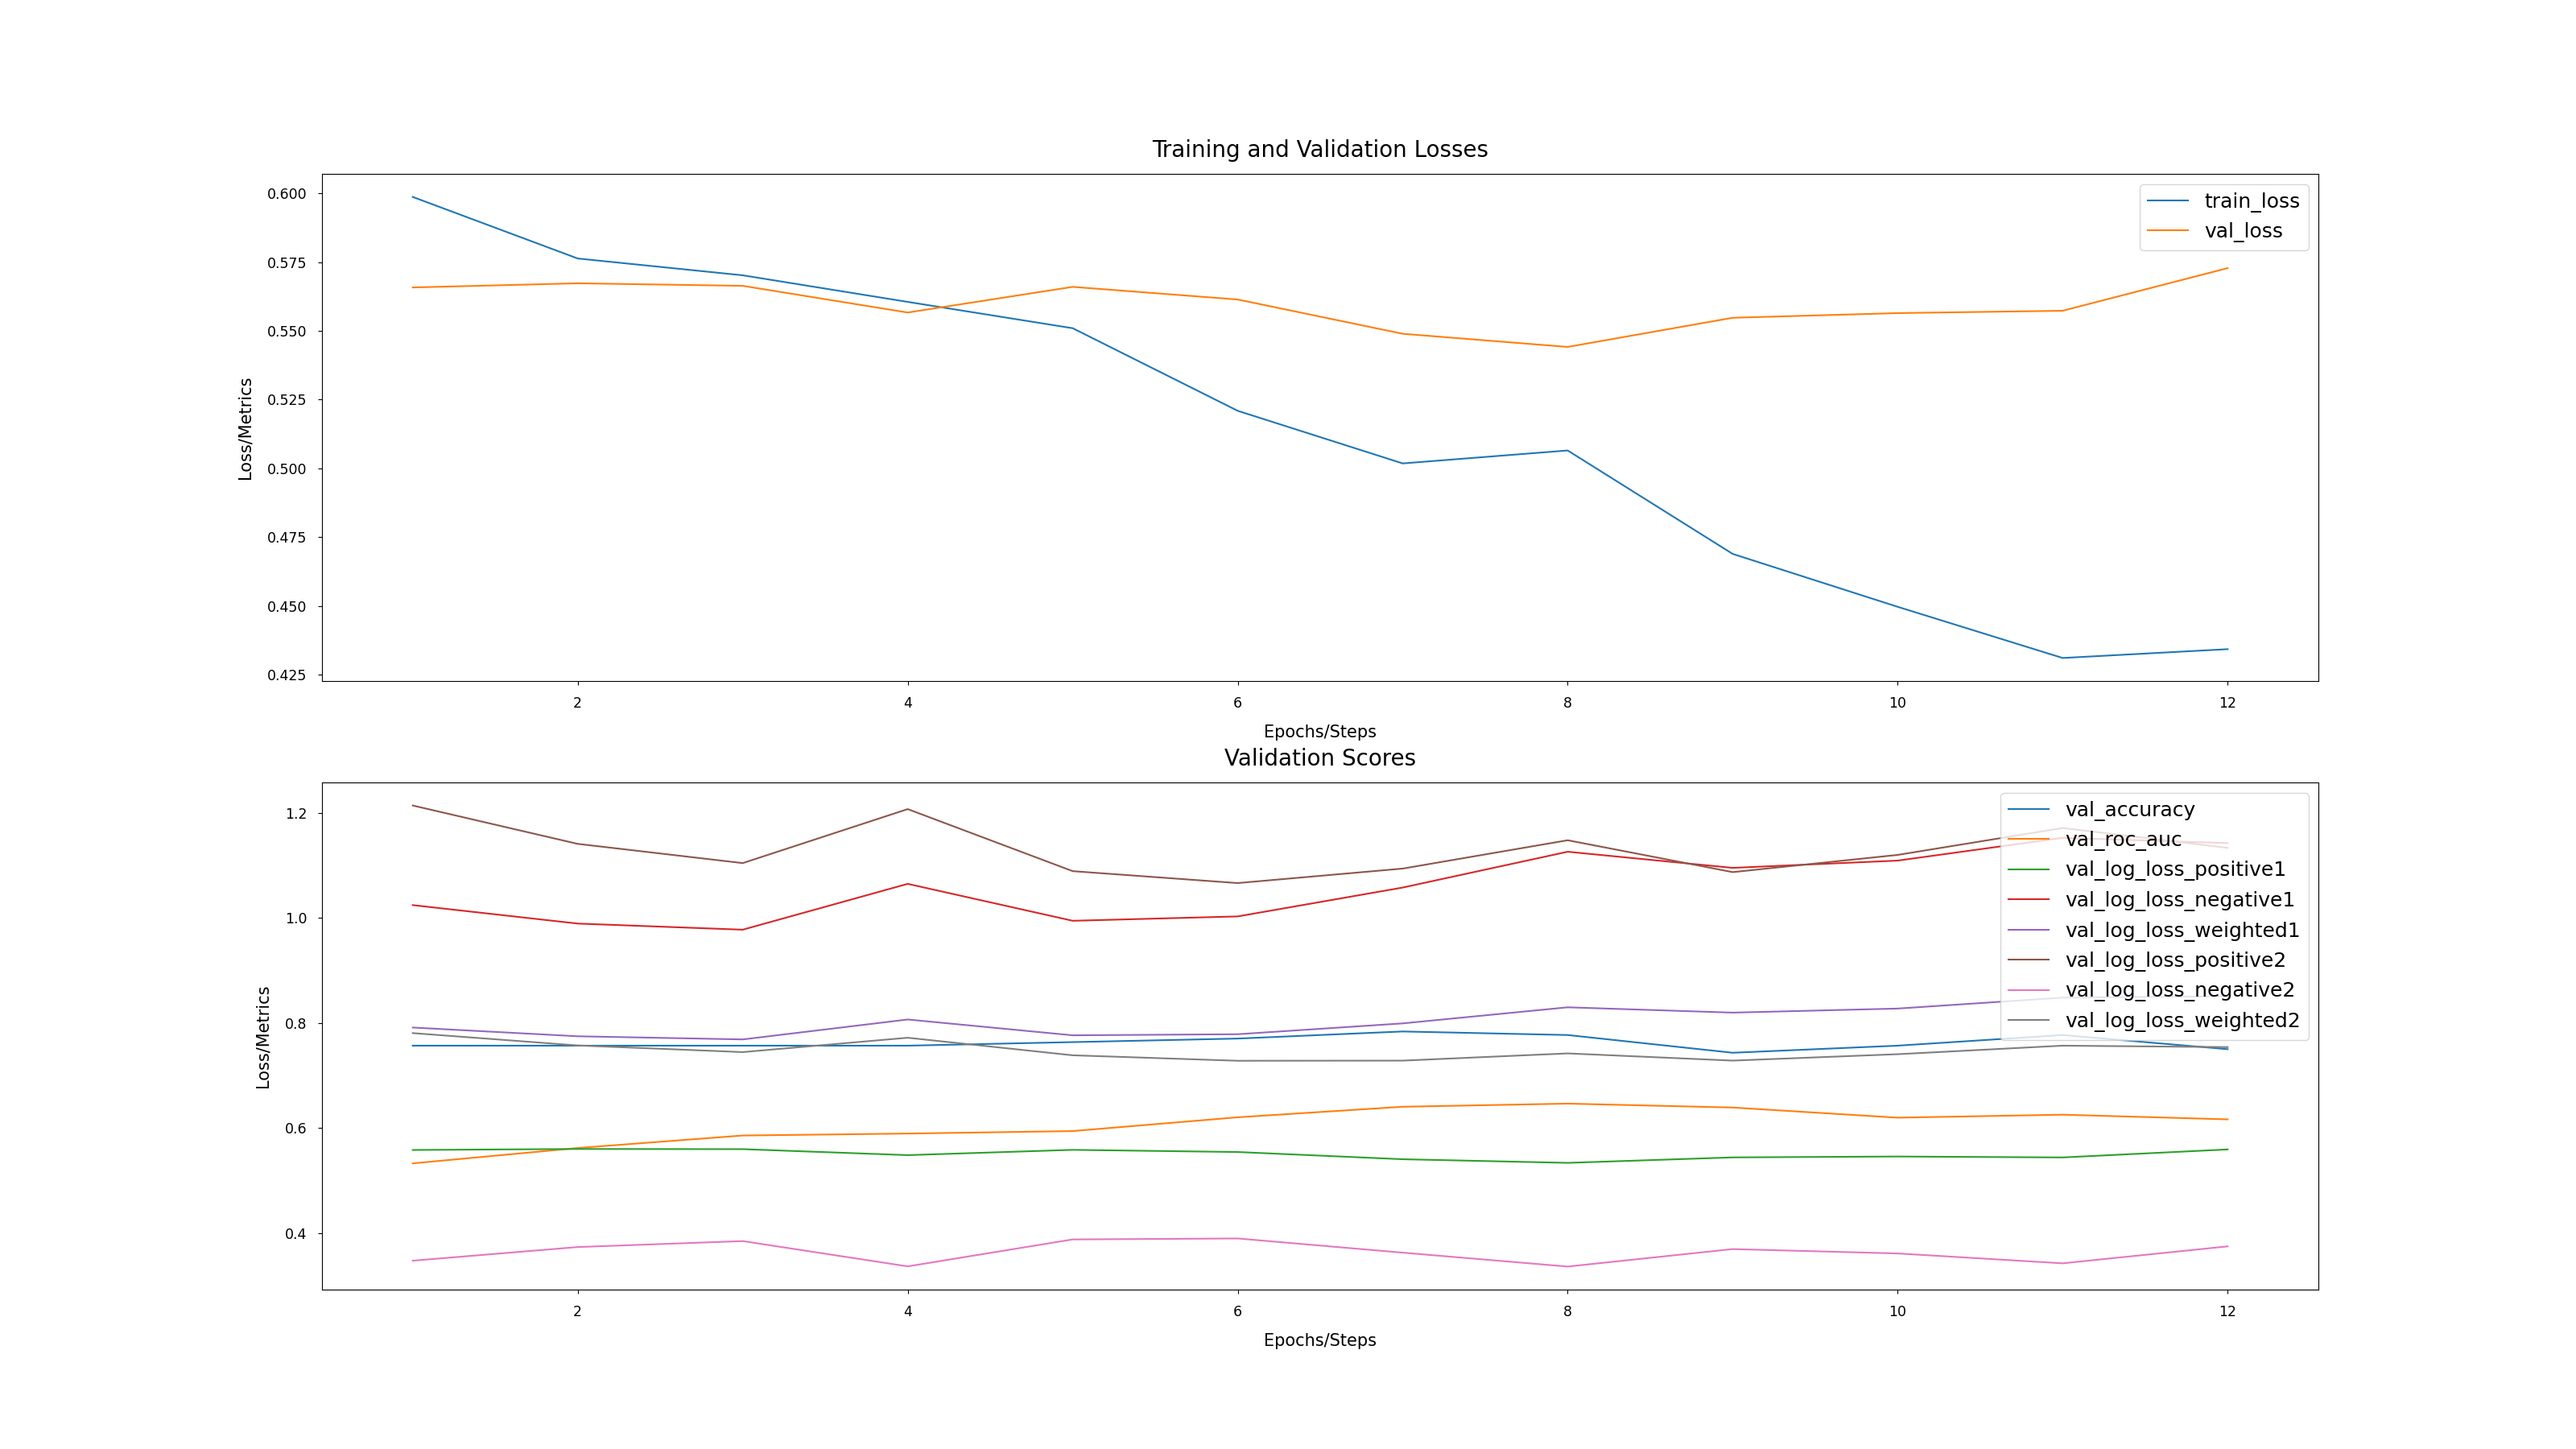 Training and Validation Losses
0.600
0.575
0.550
0.525
0.500
0.475
0.450
0.425
Loss/Metrics
train_loss
val_loss
2 4 6 8 10 12
Epochs/Steps
Validation Scores
1.2
1.0
0.8
0.6
0.4
Loss/Metrics
val_accuracy
val_roc_auc
val_log_loss_positive1
val_log_loss_negative1
val_log_loss_weighted1
val_log_loss_positive2
val_log_loss_negative2
val_log_loss_weighted2
2 4 6 8 10 12
Epochs/Steps